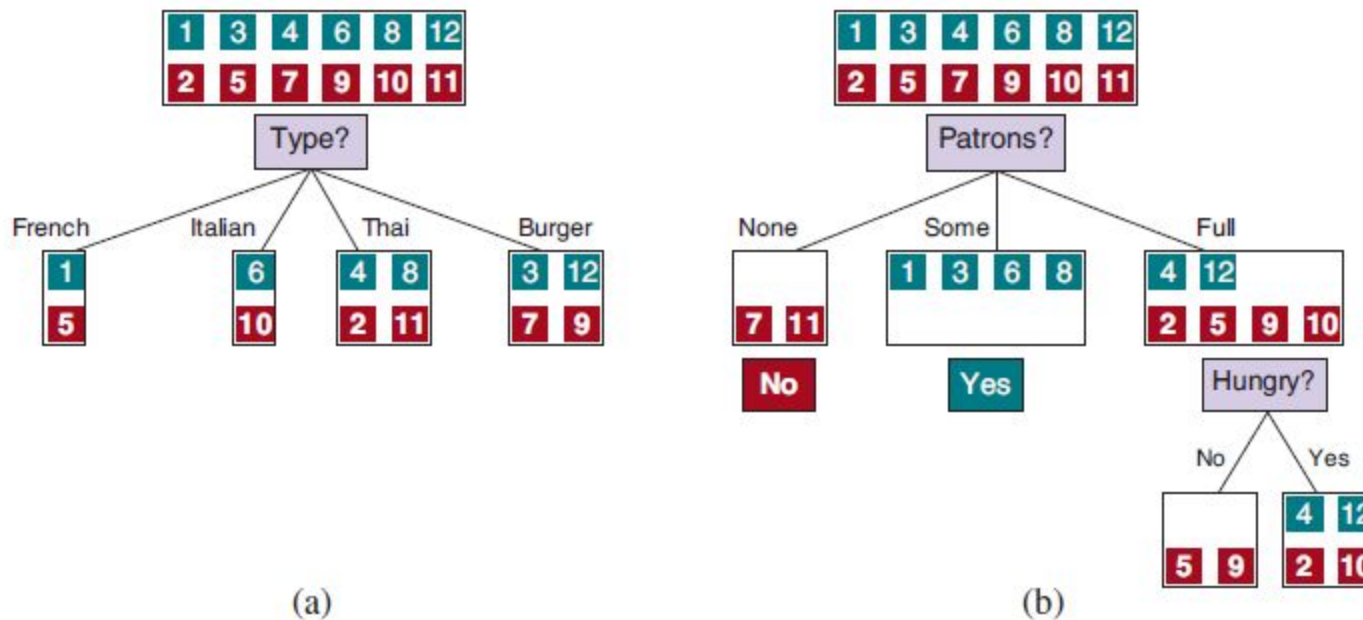 1 3 4 6 8 12
2 5 7 9 10 11
Type?
French Italian Thai Burger
1 6 4 8 3 12
5 10 2 11 7 9
(a)
1 3 4 6 8 12
2 5 7 9 10 11
Patrons?
None Some Full
1 3 6 8 4 12
7 11 2 5 9 10
No Yes Hungry?
No Yes
4 12
5 9 2 10
(b)